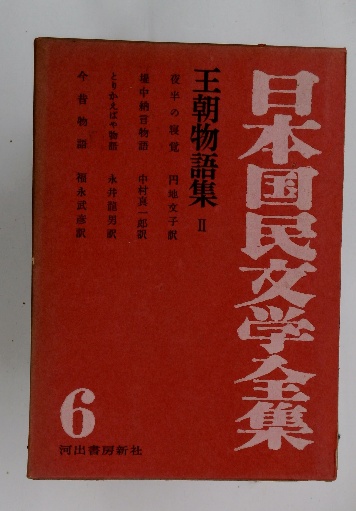 日本国民文学全集
王朝物語集 II
夜半の寝覚 円地文子訳
堤中納言物語 中村真一郎訳
とりかえばや物語 永井龍男訳
今昔物語 福永武彦訳
6
河出書房新社